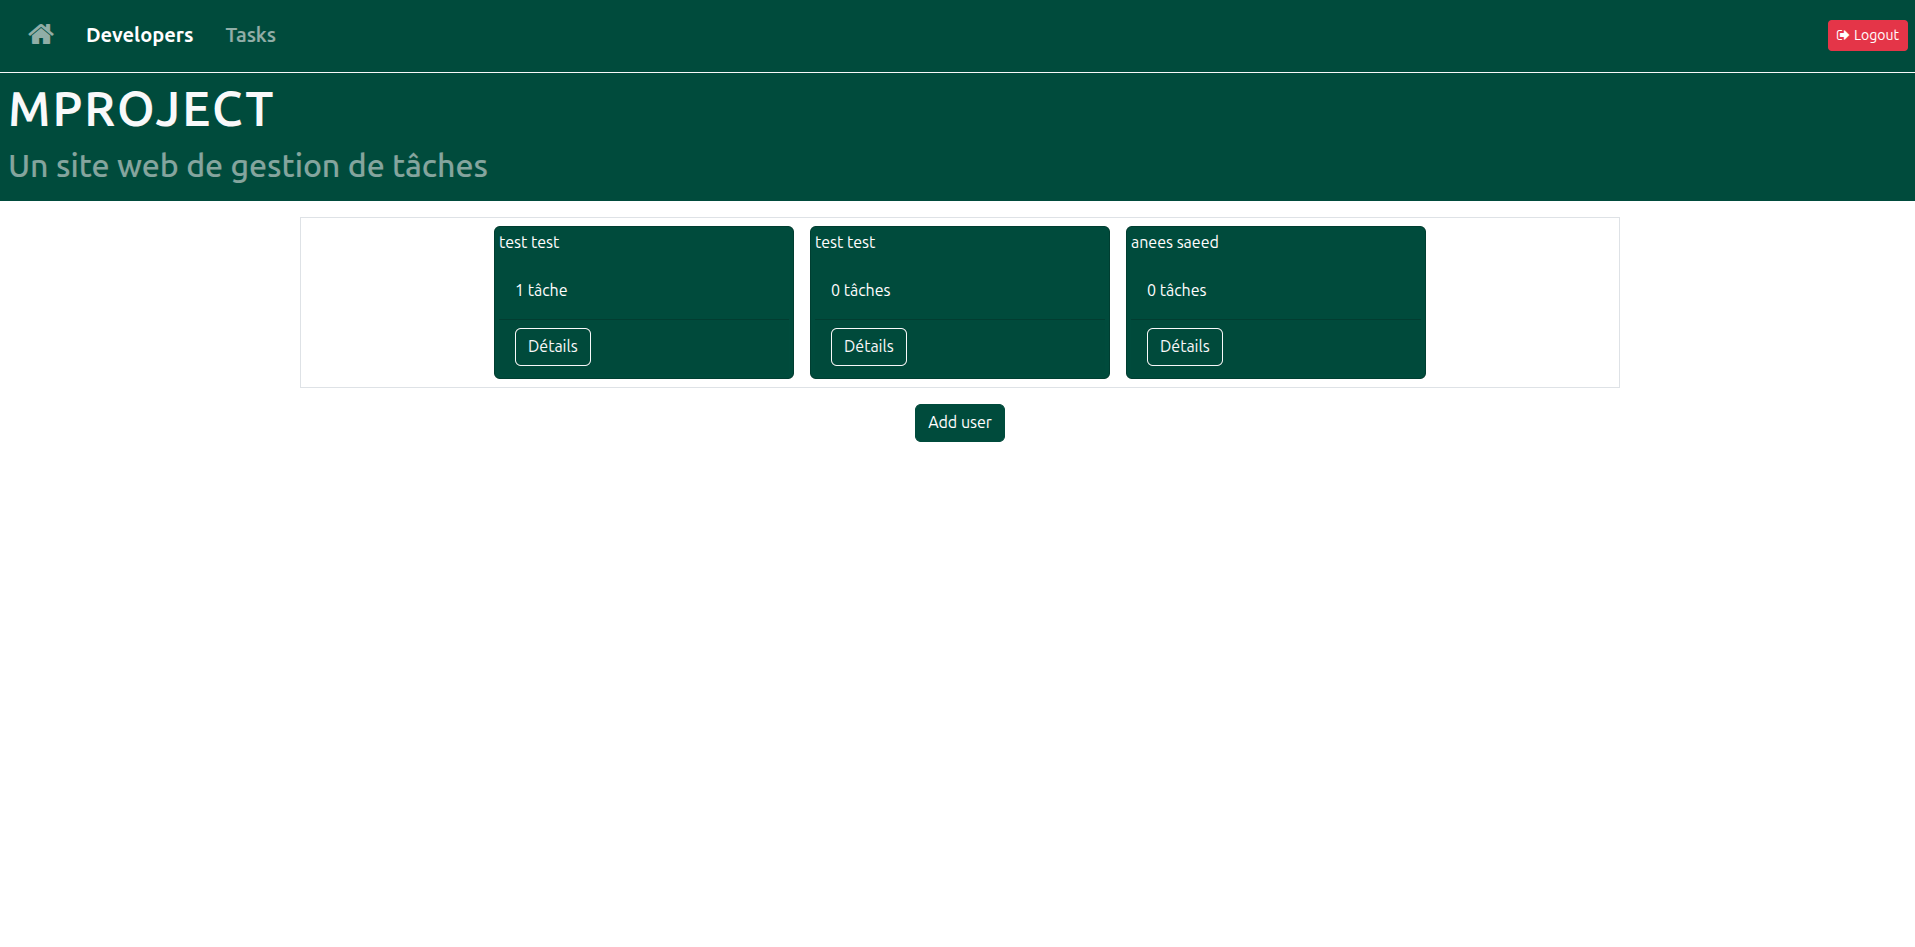 Developers Tasks Logout
MPROJECT
Un site web de gestion de tâches
test test
1 tâche
Détails
test test
0 tâches
Détails
anees saeed
0 tâches
Détails
Add user